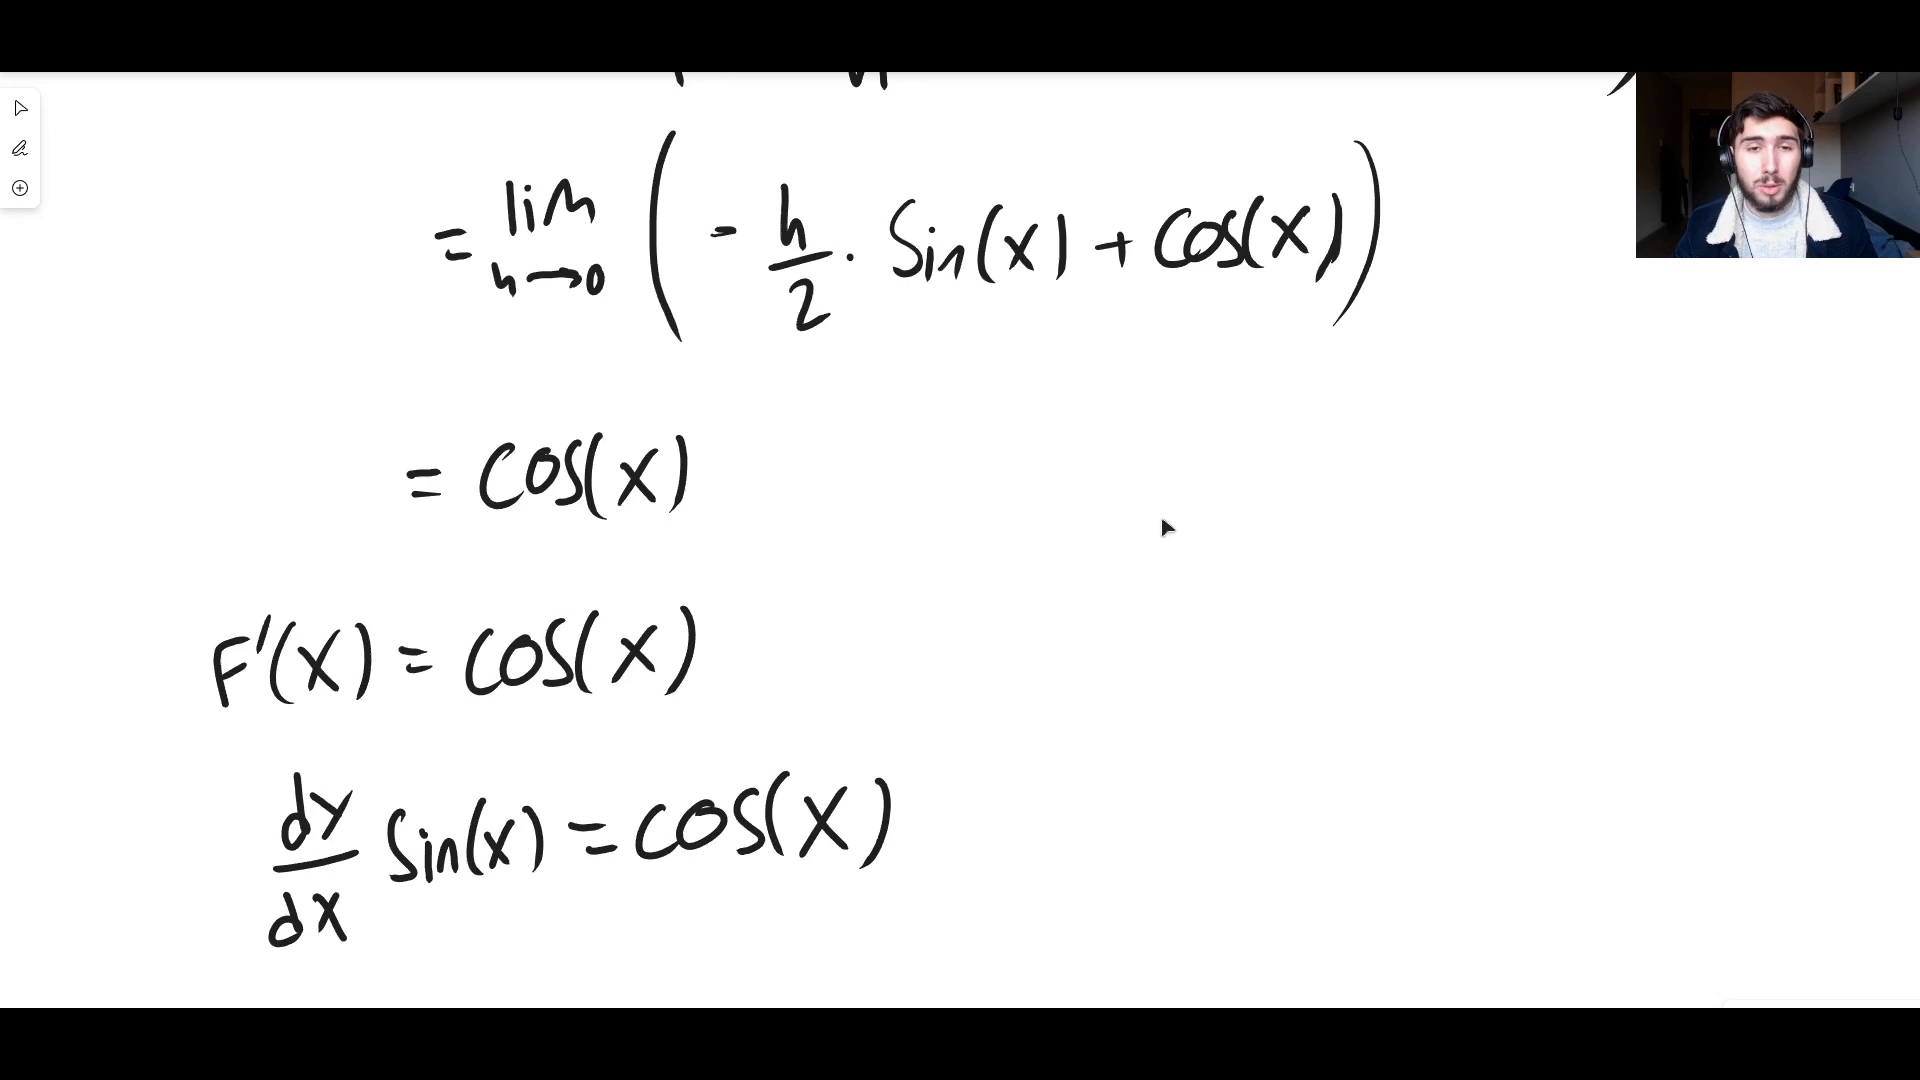 = lim h→0 ( - h/2 · Sin(x) + cos(x) )
= cos(x)
F'(x) = cos(x)
dy/dx Sin(x) = cos(x)